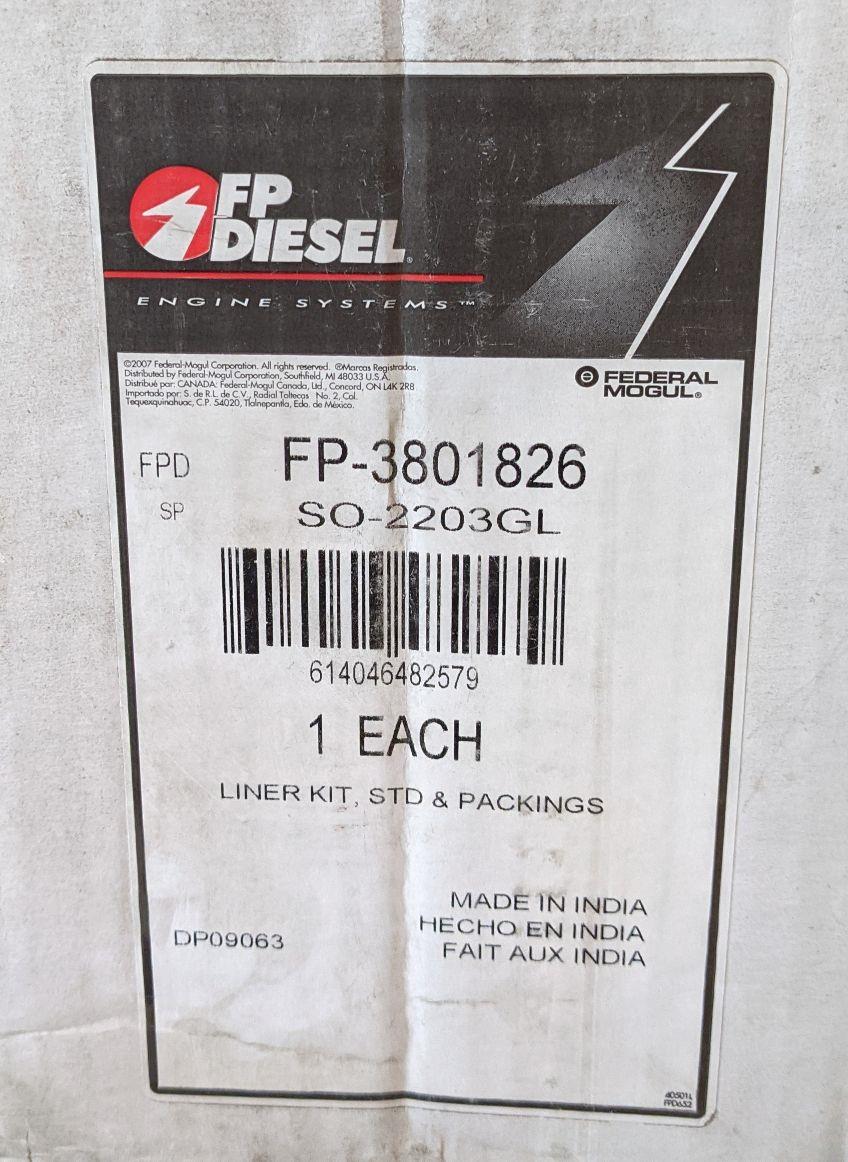 FP
DIESEL®
ENGINE SYSTEMS™
©2007 Federal-Mogul Corporation. All rights reserved. ®Marcas Registradas.
Distributed by Federal-Mogul Corporation, Southfield, MI 48033 U.S.A.
Distribué par: CANADA: Federal-Mogul Canada, Ltd., Concord, ON L4K 2R8
Importado por: S. de R.L. de C.V., Radial Toltecas No. 2, Col.
Tequexquinahuac, C.P. 54020, Tlalnepantla, Edo. de México.
FEDERAL
MOGUL®
FPD FP-3801826
SP SO-2203GL
614046482579
1 EACH
LINER KIT, STD & PACKINGS
MADE IN INDIA
HECHO EN INDIA
FAIT AUX INDIA
DP09063
40501L
FPD652